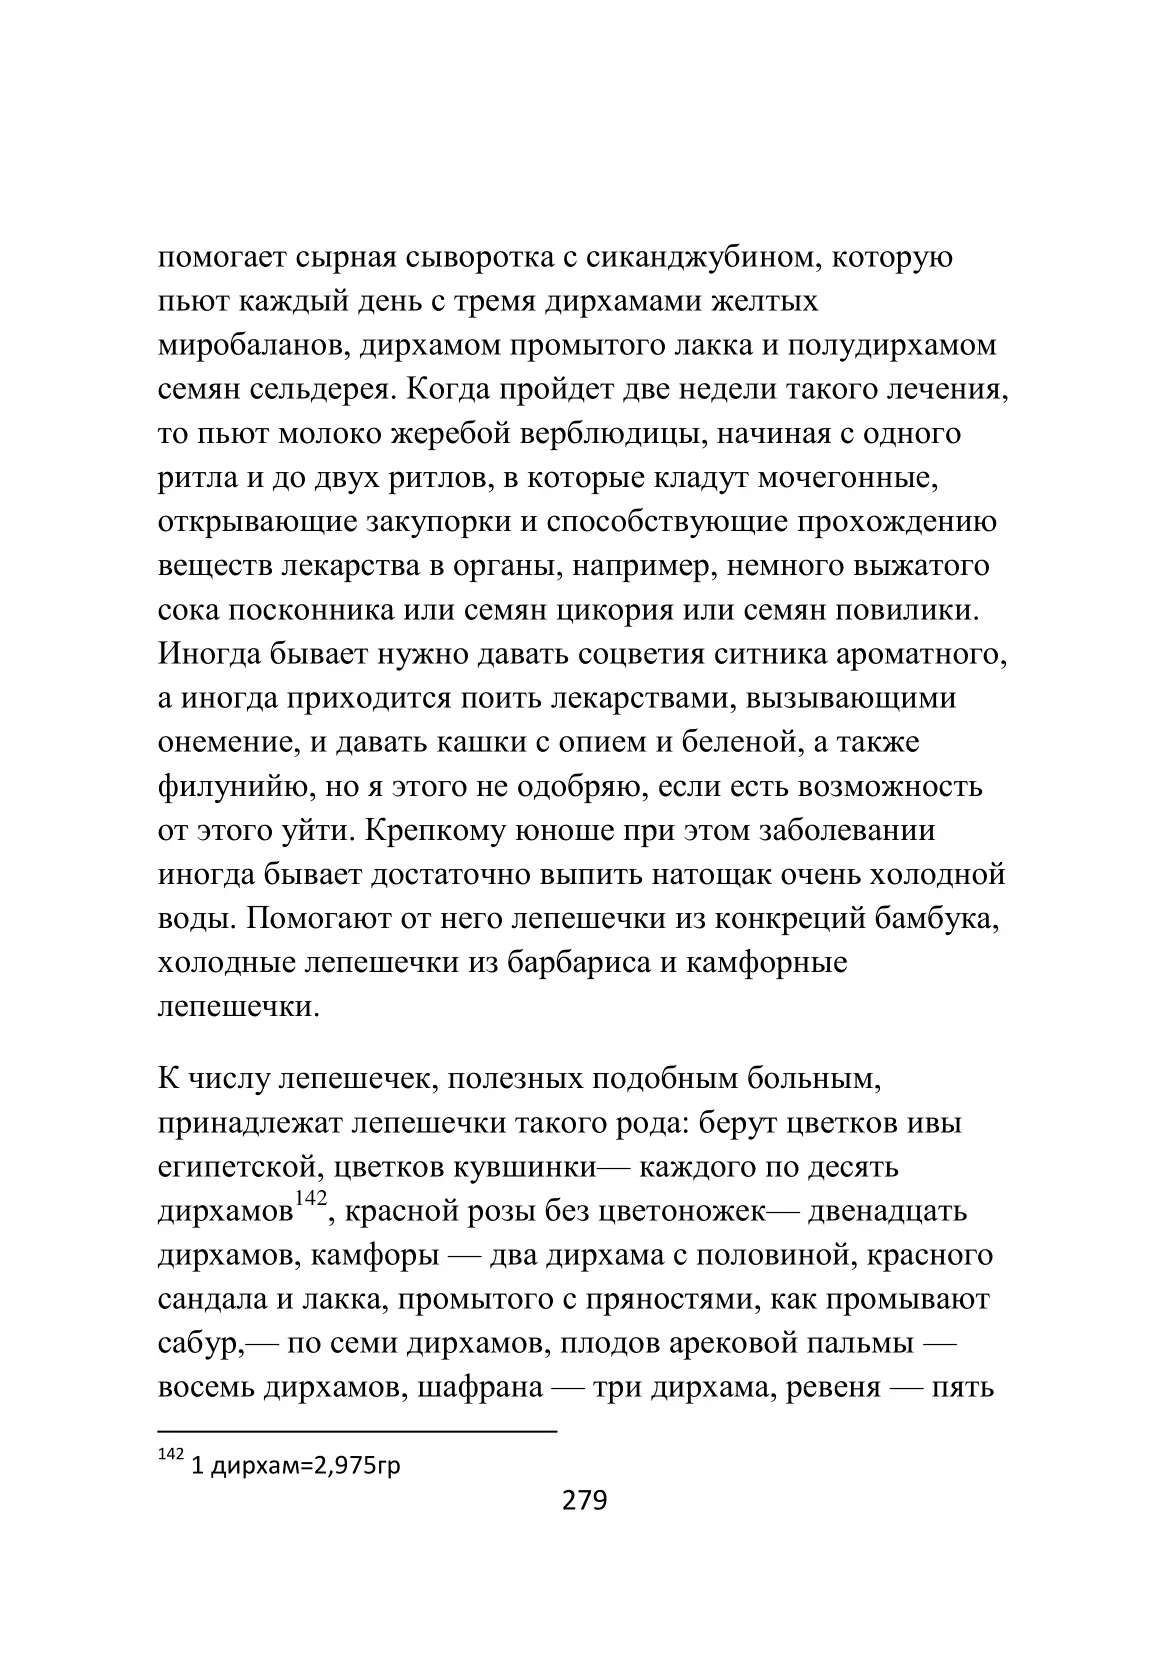 помогает сырная сыворотка с сиканджубином, которую
пьют каждый день с тремя дирхамами желтых
миробаланов, дирхамом промытого лакка и полудирхамом
семян сельдерея. Когда пройдет две недели такого лечения,
то пьют молоко жеребой верблюдицы, начиная с одного
ритла и до двух ритлов, в которые кладут мочегонные,
открывающие закупорки и способствующие прохождению
веществ лекарства в органы, например, немного выжатого
сока посконника или семян цикория или семян повилики.
Иногда бывает нужно давать соцветия ситника ароматного,
а иногда приходится поить лекарствами, вызывающими
онемение, и давать кашки с опием и беленой, а также
филунийю, но я этого не одобряю, если есть возможность
от этого уйти. Крепкому юноше при этом заболевании
иногда бывает достаточно выпить натощак очень холодной
воды. Помогают от него лепешечки из конкреций бамбука,
холодные лепешечки из барбариса и камфорные
лепешечки.
К числу лепешечек, полезных подобным больным,
принадлежат лепешечки такого рода: берут цветков ивы
египетской, цветков кувшинки— каждого по десять
дирхамов142, красной розы без цветоножек— двенадцать
дирхамов, камфоры — два дирхама с половиной, красного
сандала и лакка, промытого с пряностями, как промывают
сабур,— по семи дирхамов, плодов арековой пальмы —
восемь дирхамов, шафрана — три дирхама, ревеня — пять
142 1 дирхам=2,975гр
279